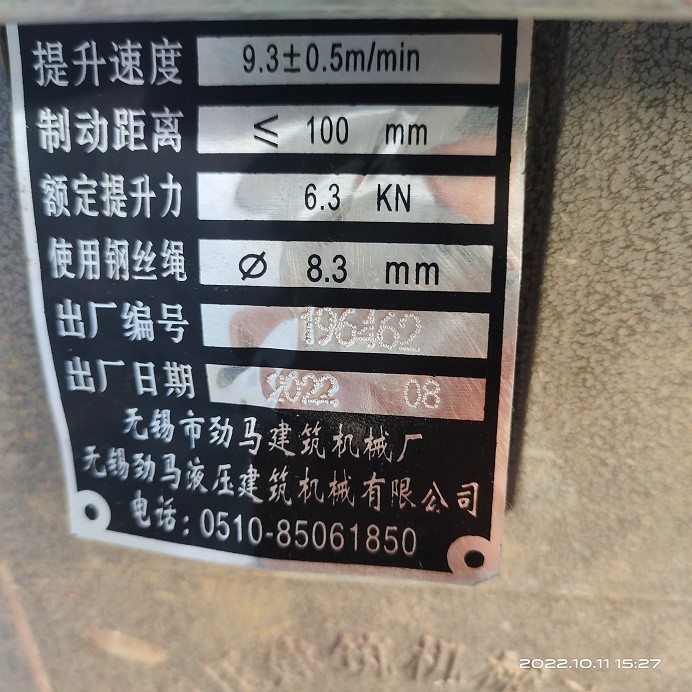 提升速度 9.3±0.5m/min
制动距离 ≤ 100 mm
额定提升力 6.3 KN
使用钢丝绳 Ø 8.3 mm
出厂编号 196462
出厂日期 2022 08
无锡市劲马建筑机械厂
无锡劲马液压建筑机械有限公司
电话:0510-85061850
筑机
2022.10.11 15:27